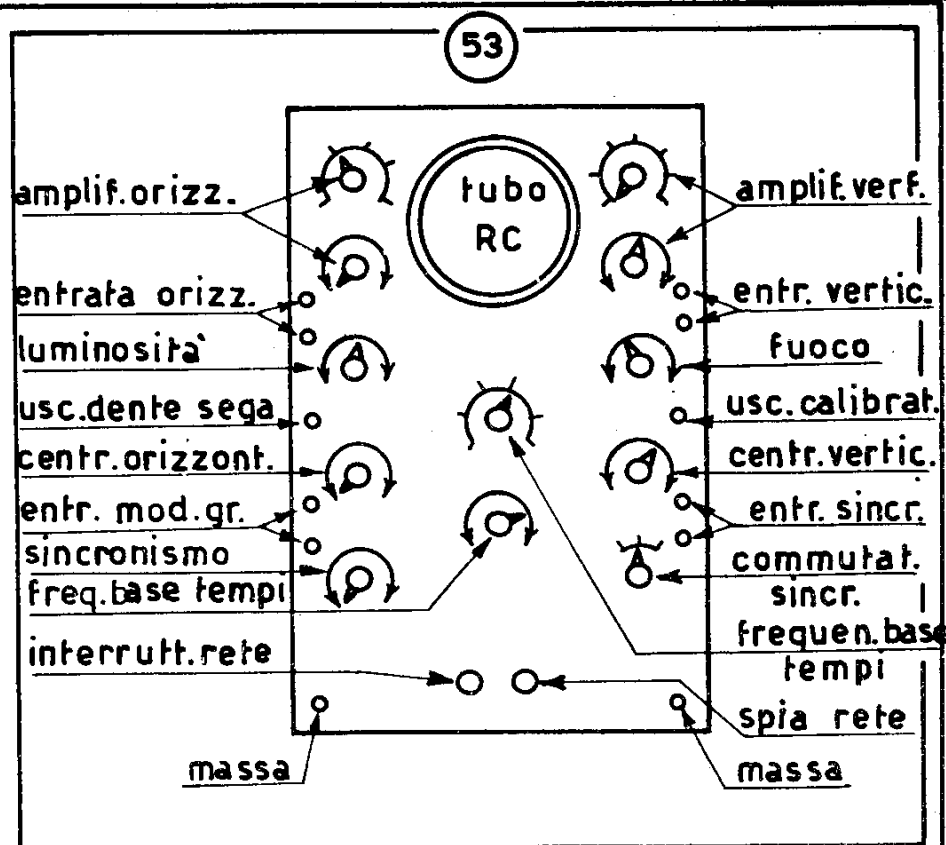 53
tubo
RC
amplif.orizz.
entrata orizz.
luminosità
usc.dente sega
centr.orizzont.
entr. mod.gr.
sincronismo
freq.base tempi
interrutt.rete
massa
amplif.vert.
entr. vertic.
fuoco
usc.calibrat.
centr.vertic.
entr. sincr.
commutat.
sincr.
frequen.base
tempi
spia rete
massa